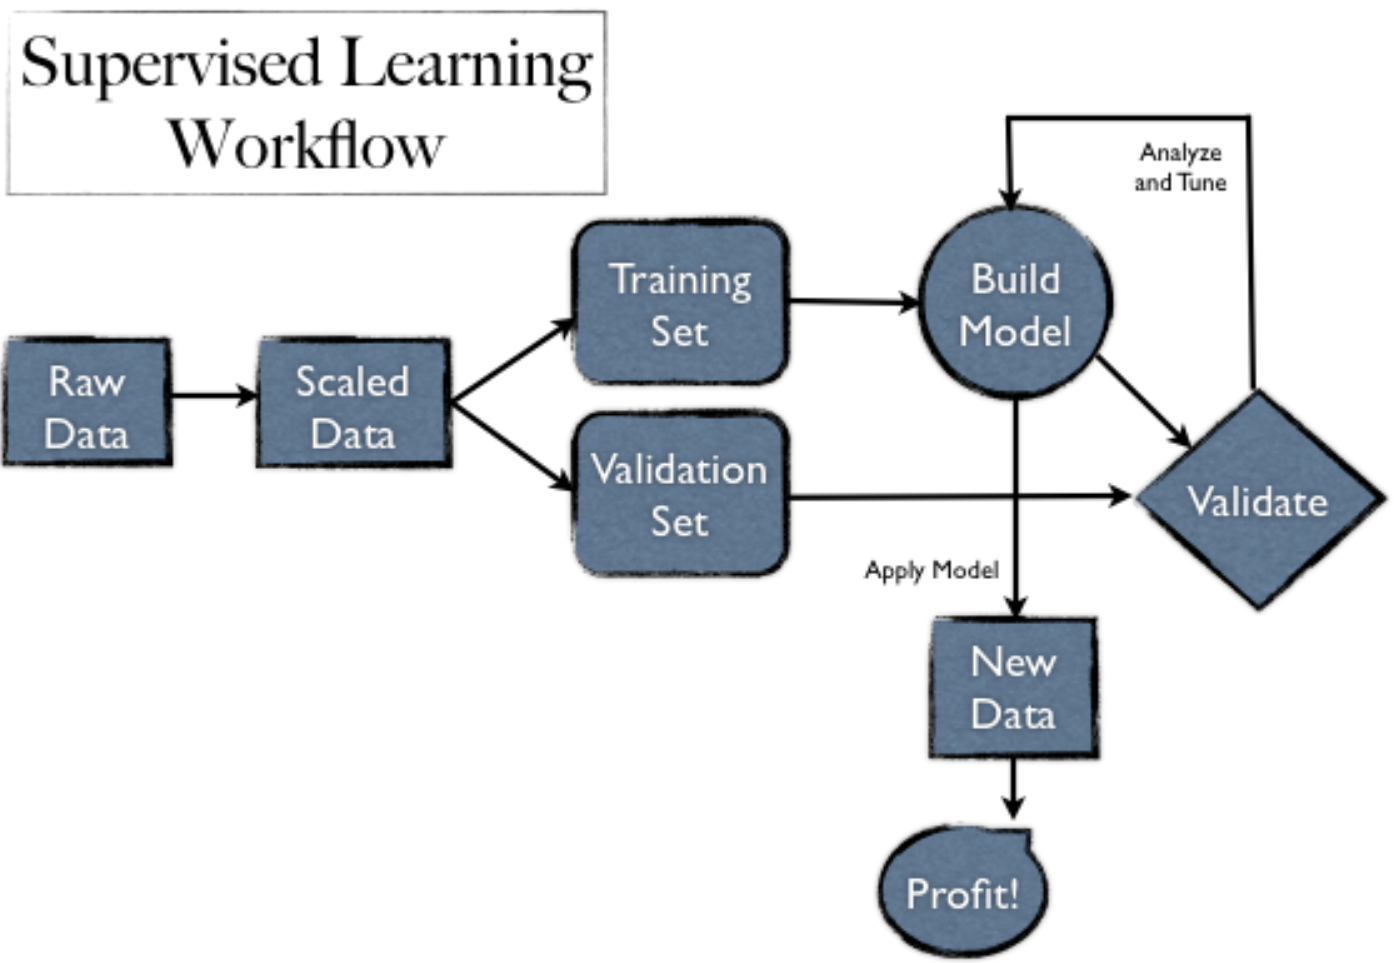 Supervised Learning
Workflow
Analyze
and Tune
Training
Set
Build
Model
Raw
Data
Scaled
Data
Validation
Set
Validate
Apply Model
New
Data
Profit!